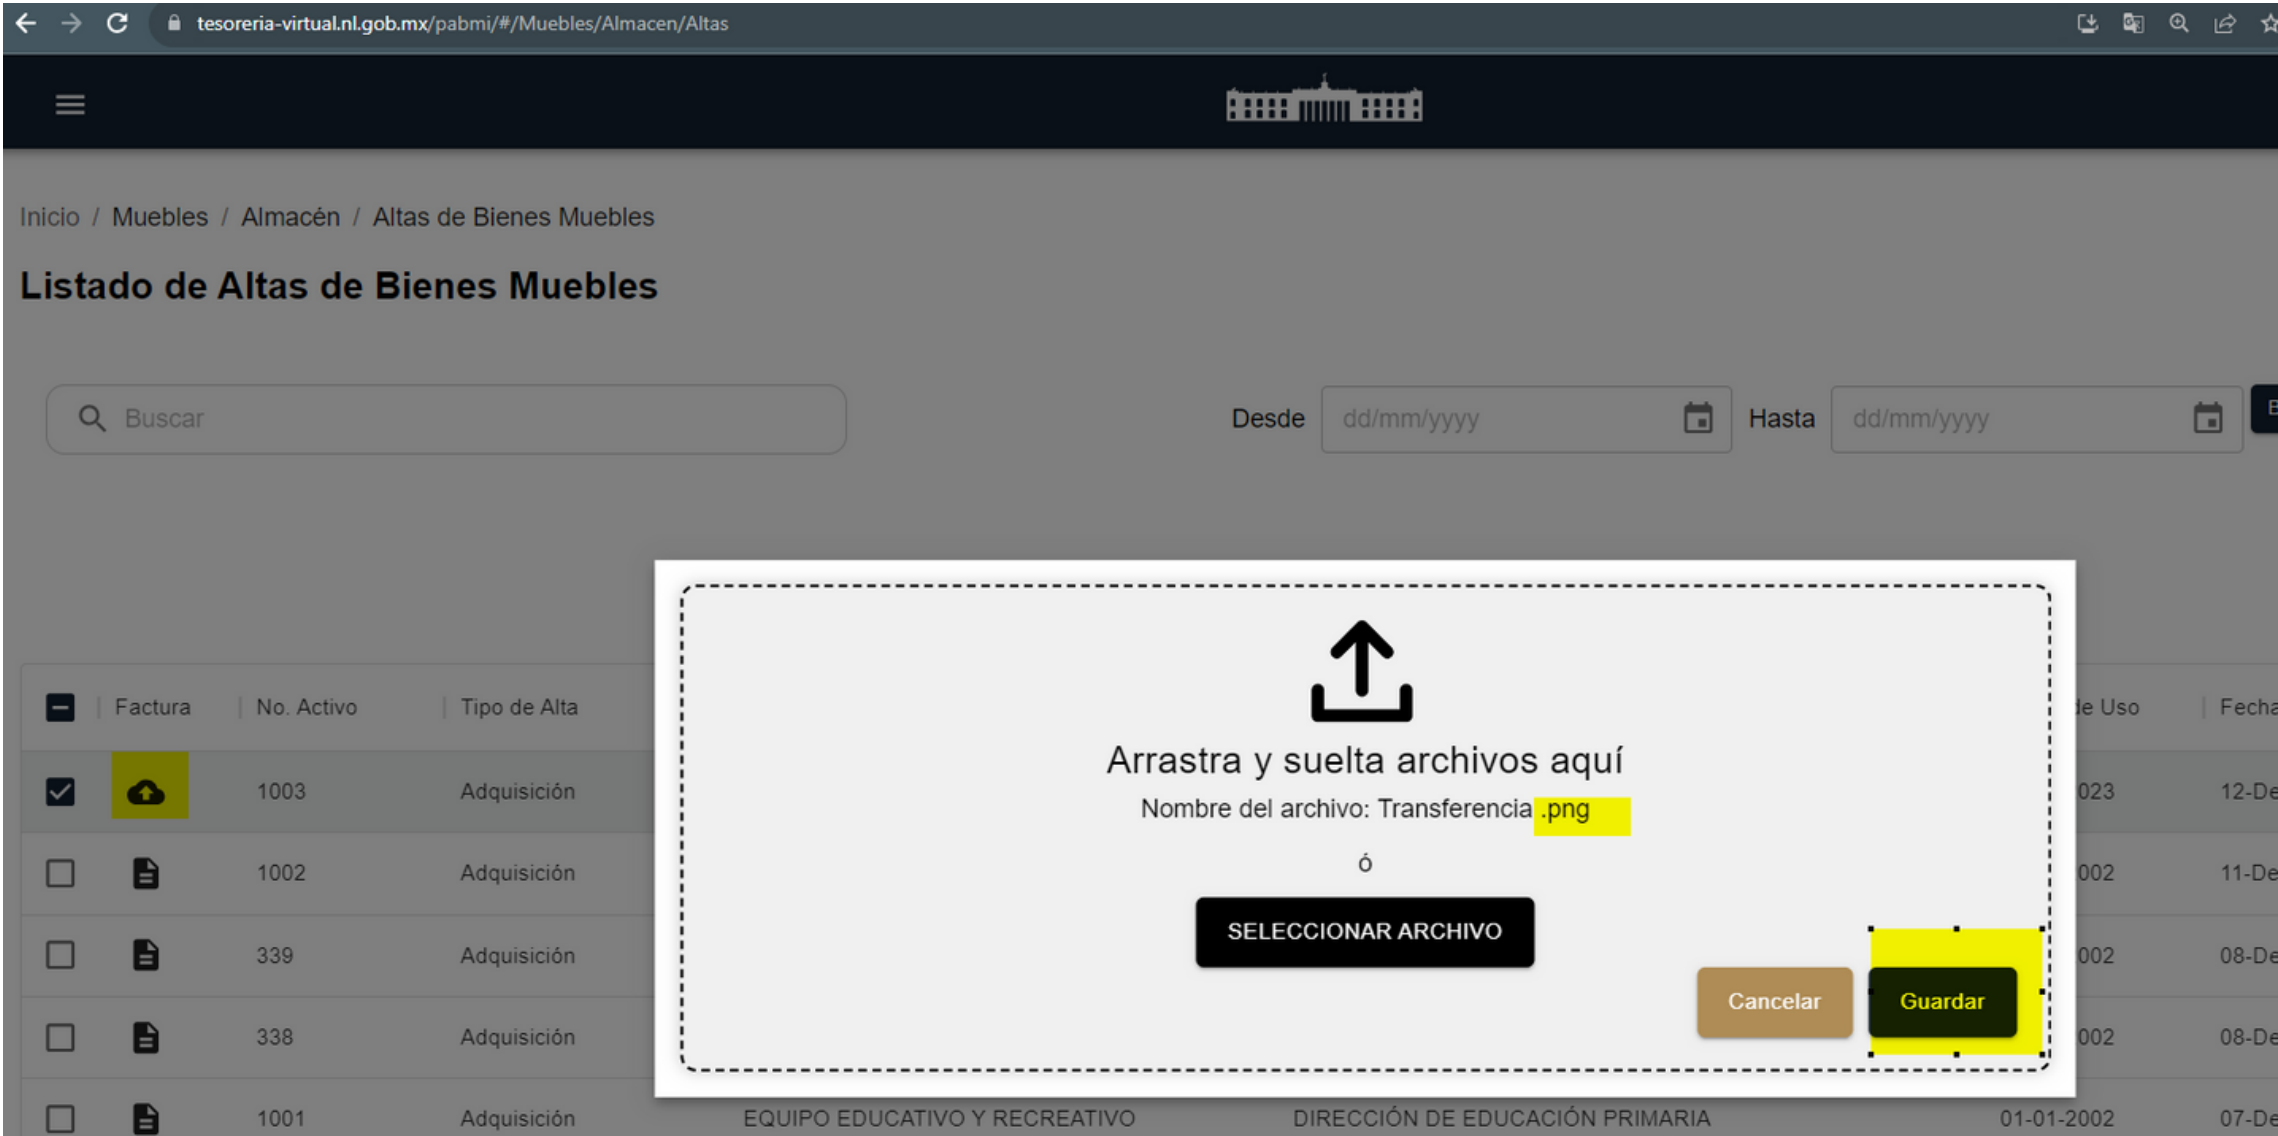 tesoreria-virtual.nl.gob.mx/pabmi/#/Muebles/Almacen/Altas
Inicio / Muebles / Almacén / Altas de Bienes Muebles
Listado de Altas de Bienes Muebles
Buscar
Desde dd/mm/yyyy Hasta dd/mm/yyyy
Arrastra y suelta archivos aquí
Nombre del archivo: Transferencia .png
ó
SELECCIONAR ARCHIVO
Cancelar Guardar
Factura No. Activo Tipo de Alta de Uso Fecha
1003 Adquisición 023 12-De
1002 Adquisición 002 11-De
339 Adquisición 002 08-De
338 Adquisición 002 08-De
1001 Adquisición EQUIPO EDUCATIVO Y RECREATIVO DIRECCIÓN DE EDUCACIÓN PRIMARIA 01-01-2002 07-De